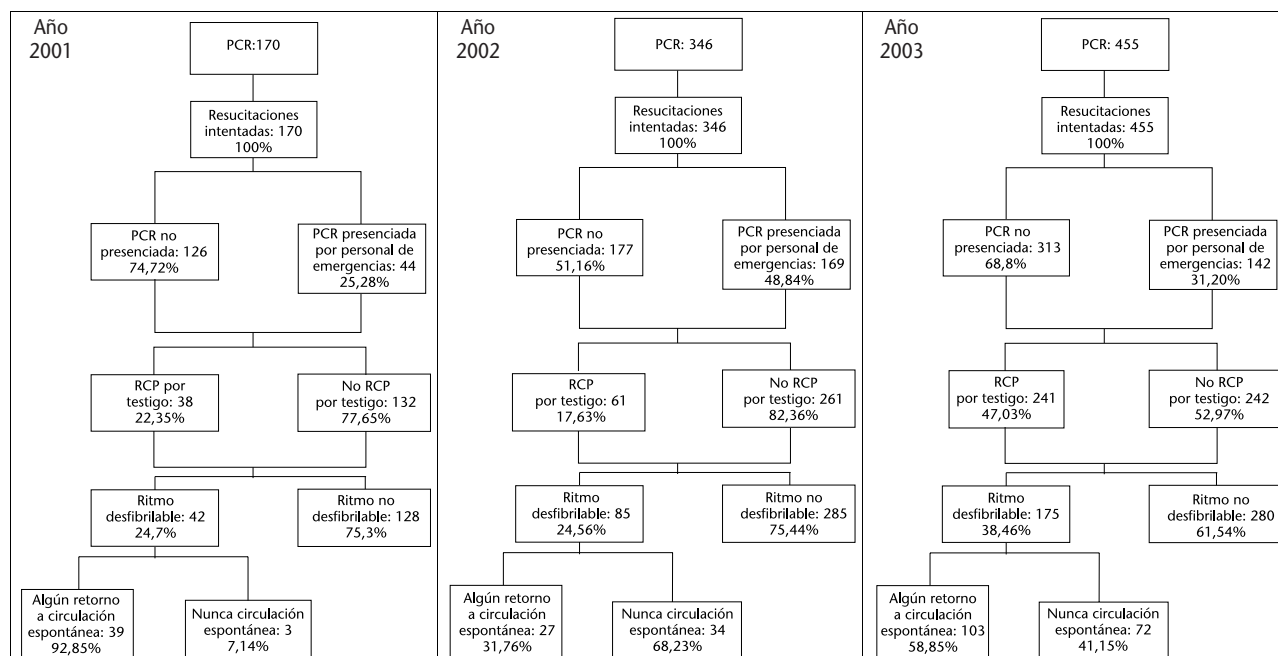 Año
2001
PCR:170
Resucitaciones
intentadas: 170
100%
PCR no
presenciada: 126
74,72%
PCR presenciada
por personal de
emergencias: 44
25,28%
RCP por
testigo: 38
22,35%
No RCP
por testigo: 132
77,65%
Ritmo
desfibrilable: 42
24,7%
Ritmo no
desfibrilable: 128
75,3%
Algún retorno
a circulación
espontánea: 39
92,85%
Nunca circulación
espontánea: 3
7,14%
Año
2002
PCR: 346
Resucitaciones
intentadas: 346
100%
PCR no
presenciada: 177
51,16%
PCR presenciada
por personal de
emergencias: 169
48,84%
RCP
por testigo: 61
17,63%
No RCP
por testigo: 261
82,36%
Ritmo
desfibrilable: 85
24,56%
Ritmo no
desfibrilable: 285
75,44%
Algún retorno
a circulación
espontánea: 27
31,76%
Nunca circulación
espontánea: 34
68,23%
Año
2003
PCR: 455
Resucitaciones
intentadas: 455
100%
PCR no
presenciada: 313
68,8%
PCR presenciada
por personal de
emergencias: 142
31,20%
RCP
por testigo: 241
47,03%
No RCP
por testigo: 242
52,97%
Ritmo
desfibrilable: 175
38,46%
Ritmo no
desfibrilable: 280
61,54%
Algún retorno
a circulación
espontánea: 103
58,85%
Nunca circulación
espontánea: 72
41,15%